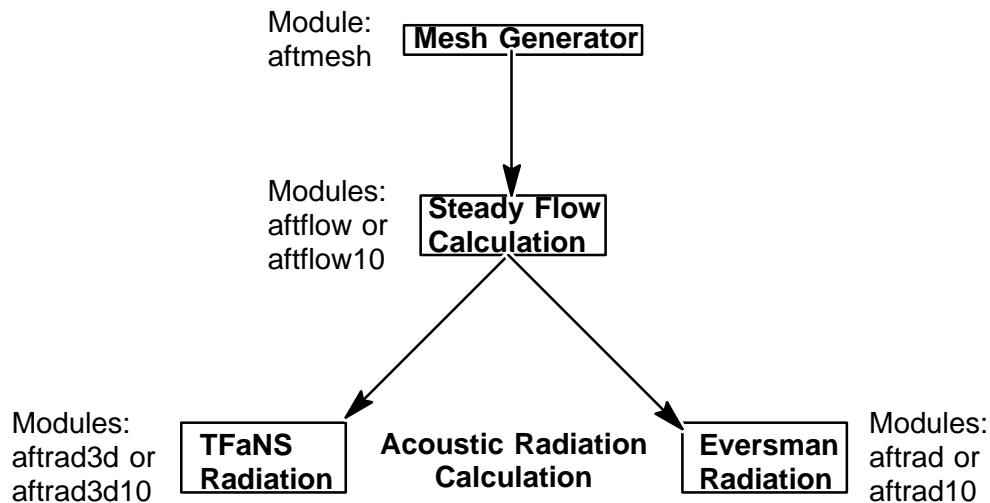 Module:
aftmesh
Mesh Generator
Modules:
aftflow or
aftflow10
Steady Flow
Calculation
Modules:
aftrad3d or
aftrad3d10
TFaNS
Radiation
Acoustic Radiation
Calculation
Eversman
Radiation
Modules:
aftrad or
aftrad10